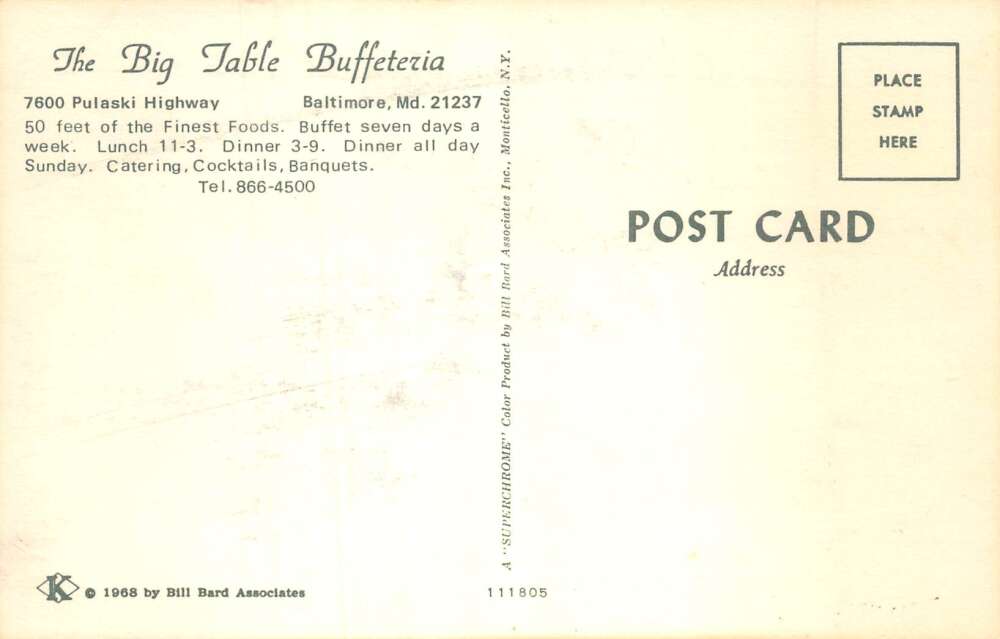 The Big Table Buffeteria
7600 Pulaski Highway Baltimore, Md. 21237
50 feet of the Finest Foods. Buffet seven days a
week. Lunch 11-3. Dinner 3-9. Dinner all day
Sunday. Catering, Cocktails, Banquets.
Tel. 866-4500
K © 1968 by Bill Bard Associates
A "SUPERCHROME" Color Product by Bill Bard Associates Inc., Monticello, N.Y.
111805
PLACE
STAMP
HERE
POST CARD
Address